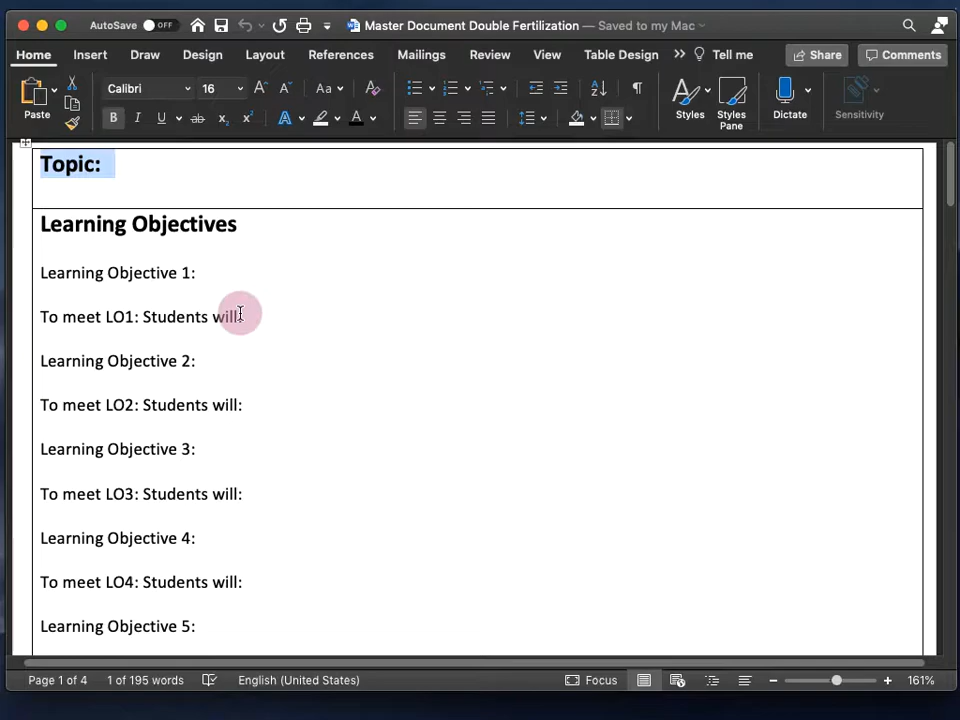 AutoSave OFF Master Document Double Fertilization — Saved to my Mac
Home Insert Draw Design Layout References Mailings Review View Table Design >> Tell me Share Comments
Paste Calibri 16 Aa Styles Styles Pane Dictate Sensitivity
Topic:
Learning Objectives
Learning Objective 1:
To meet LO1: Students will:
Learning Objective 2:
To meet LO2: Students will:
Learning Objective 3:
To meet LO3: Students will:
Learning Objective 4:
To meet LO4: Students will:
Learning Objective 5:
Page 1 of 4 1 of 195 words English (United States) Focus 161%